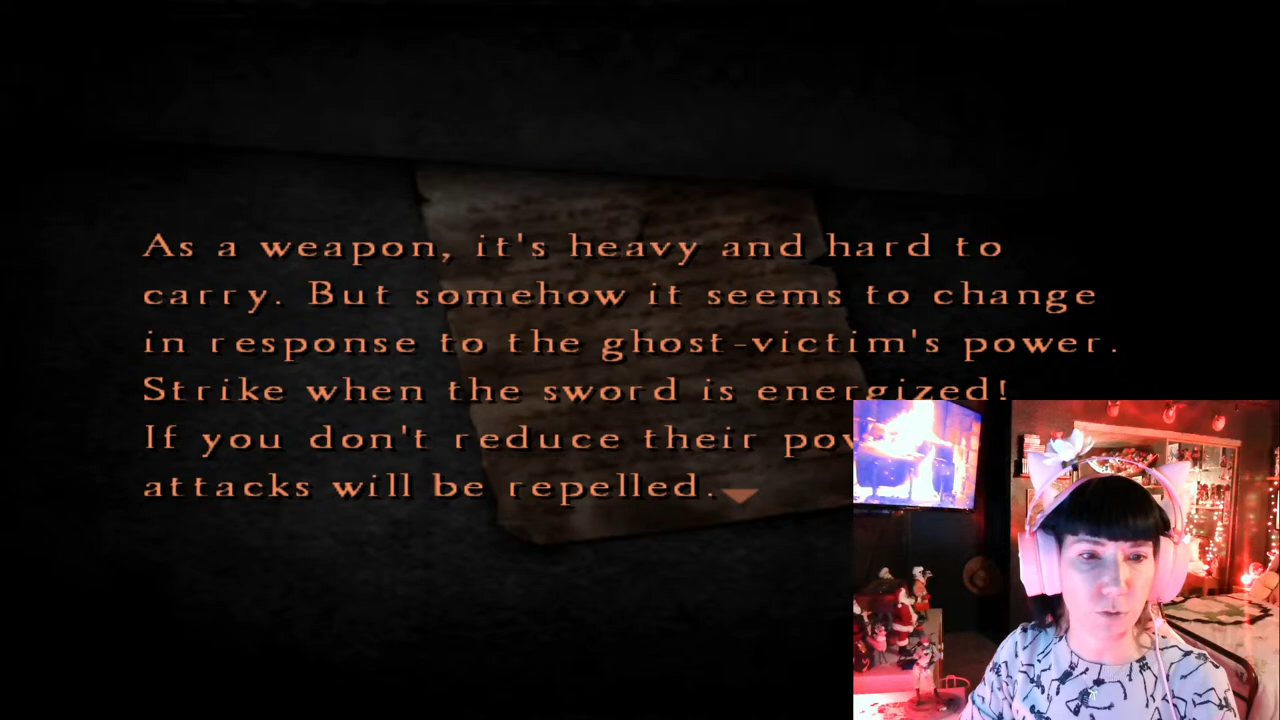 As a weapon, it's heavy and hard to
carry. But somehow it seems to change
in response to the ghost-victim's power.
Strike when the sword is energized!
If you don't reduce their
attacks will be repelled.